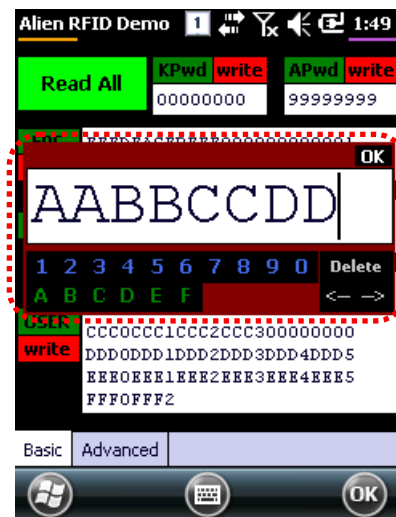 Alien RFID Demo 1 1:49
Read All
KPwd write APwd write
00000000 99999999
OK
AABBCCDD
1 2 3 4 5 6 7 8 9 0 Delete
A B C D E F <— —>
USER
write
CCC0CCC1CCC2CCC300000000
DDD0DDD1DDD2DDD3DDD4DDD5
EEE0EEE1EEE2EEE3EEE4EEE5
FFF0FFF2
Basic Advanced
OK